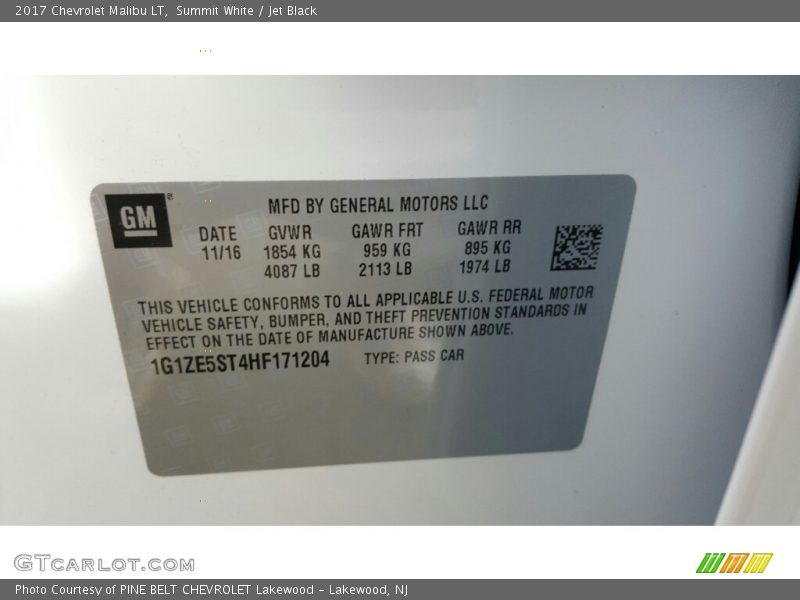 2017 Chevrolet Malibu LT,  Summit White / Jet Black
GM
MFD BY GENERAL MOTORS LLC
DATE GVWR GAWR FRT GAWR RR
11/16 1854 KG 959 KG 895 KG
4087 LB 2113 LB 1974 LB
THIS VEHICLE CONFORMS TO ALL APPLICABLE U.S. FEDERAL MOTOR
VEHICLE SAFETY, BUMPER, AND THEFT PREVENTION STANDARDS IN
EFFECT ON THE DATE OF MANUFACTURE SHOWN ABOVE.
1G1ZE5ST4HF171204 TYPE: PASS CAR
GTCARLOT.COM
Photo Courtesy of PINE BELT CHEVROLET Lakewood - Lakewood, NJ